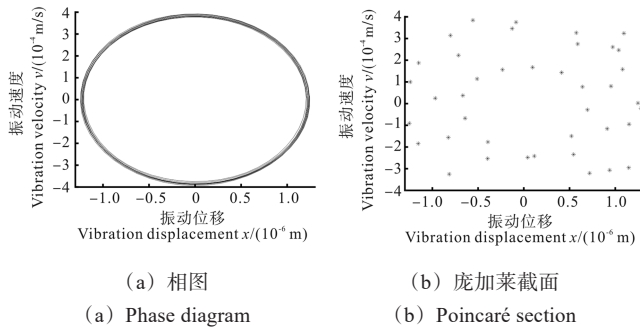 振动速度
Vibration velocity v/(10⁻⁴ m/s)
4
3
2
1
0
−1
−2
−3
−4
−1.0 −0.5 0 0.5 1.0
振动位移
Vibration displacement x/(10⁻⁶ m)
(a) 相图
(a) Phase diagram
振动速度
Vibration velocity v/(10⁻⁴ m/s)
4
3
2
1
0
−1
−2
−3
−4
−1.0 −0.5 0 0.5 1.0
振动位移
Vibration displacement x/(10⁻⁶ m)
(b) 庞加莱截面
(b) Poincaré section